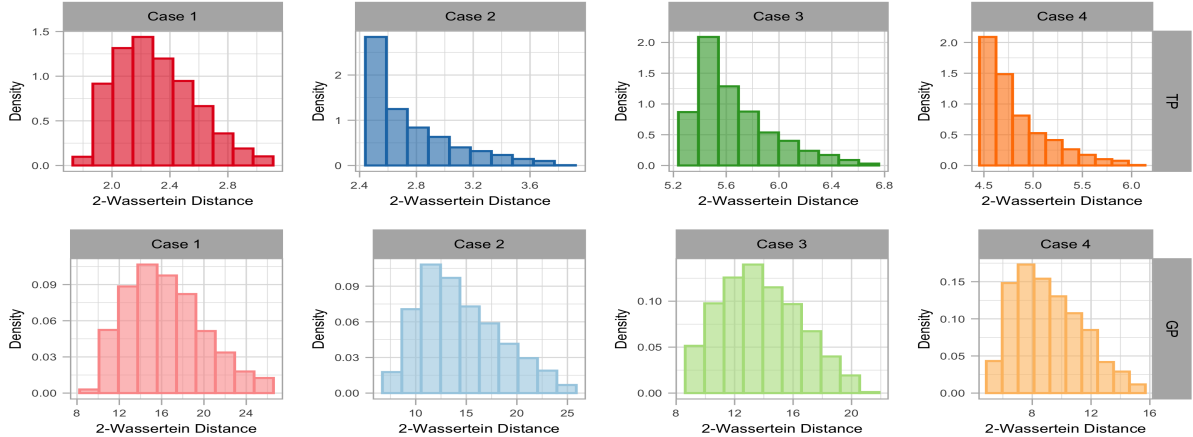 Case 1 Case 2 Case 3 Case 4
Density
0.0 0.5 1.0 1.5
2.0 2.4 2.8
2-Wassertein Distance
Density
0 1 2
2.4 2.8 3.2 3.6
2-Wassertein Distance
Density
0.0 0.5 1.0 1.5 2.0
5.2 5.6 6.0 6.4 6.8
2-Wassertein Distance
Density
0.0 0.5 1.0 1.5 2.0
4.5 5.0 5.5 6.0
2-Wassertein Distance
TP
Case 1 Case 2 Case 3 Case 4
Density
0.00 0.03 0.06 0.09
8 12 16 20 24
2-Wassertein Distance
Density
0.00 0.03 0.06 0.09
10 15 20 25
2-Wassertein Distance
Density
0.00 0.05 0.10
8 12 16 20
2-Wassertein Distance
Density
0.00 0.05 0.10 0.15
8 12 16
2-Wassertein Distance
GP